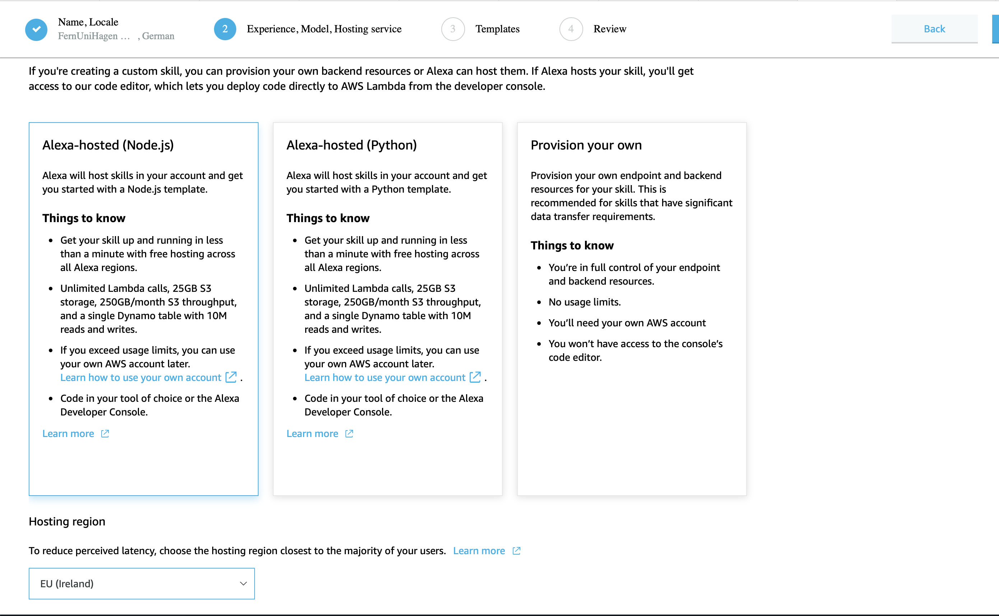 Name, Locale
FernUniHagen ... , German
2
Experience, Model, Hosting service
3
Templates
4
Review
Back
If you're creating a custom skill, you can provision your own backend resources or Alexa can host them. If Alexa hosts your skill, you'll get
access to our code editor, which lets you deploy code directly to AWS Lambda from the developer console.
Alexa-hosted (Node.js)
Alexa will host skills in your account and get
you started with a Node.js template.
Things to know
• Get your skill up and running in less
than a minute with free hosting across
all Alexa regions.
• Unlimited Lambda calls, 25GB S3
storage, 250GB/month S3 throughput,
and a single Dynamo table with 10M
reads and writes.
• If you exceed usage limits, you can use
your own AWS account later.
Learn how to use your own account .
• Code in your tool of choice or the Alexa
Developer Console.
Learn more
Alexa-hosted (Python)
Alexa will host skills in your account and get
you started with a Python template.
Things to know
• Get your skill up and running in less
than a minute with free hosting across
all Alexa regions.
• Unlimited Lambda calls, 25GB S3
storage, 250GB/month S3 throughput,
and a single Dynamo table with 10M
reads and writes.
• If you exceed usage limits, you can use
your own AWS account later.
Learn how to use your own account .
• Code in your tool of choice or the Alexa
Developer Console.
Learn more
Provision your own
Provision your own endpoint and backend
resources for your skill. This is
recommended for skills that have significant
data transfer requirements.
Things to know
• You’re in full control of your endpoint
and backend resources.
• No usage limits.
• You’ll need your own AWS account
• You won’t have access to the console’s
code editor.
Hosting region
To reduce perceived latency, choose the hosting region closest to the majority of your users. Learn more
EU (Ireland)